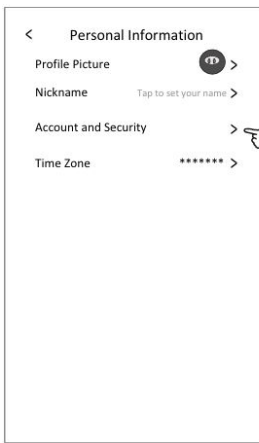 < Personal Information
Profile Picture >
Nickname Tap to set your name >
Account and Security >
Time Zone ******* >